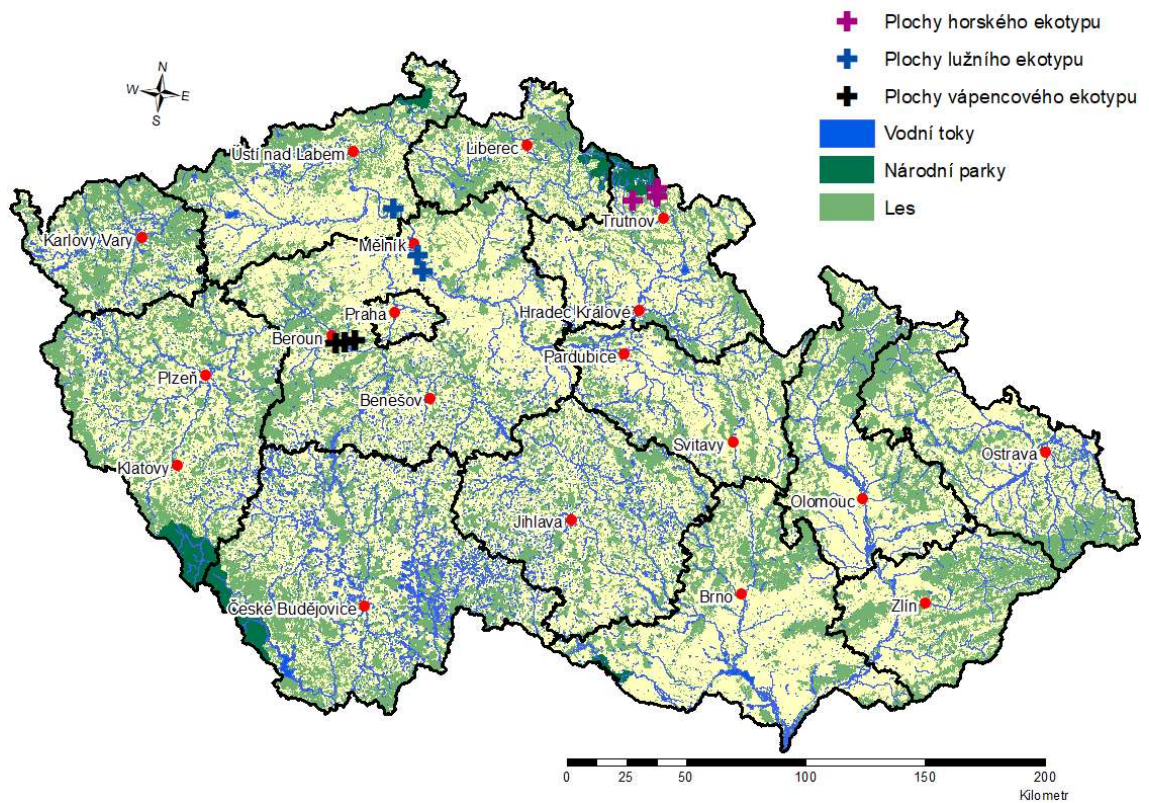 Plochy horského ekotypu
Plochy lužního ekotypu
Plochy vápencového ekotypu
Vodní toky
Národní parky
Les
N
W
E
S
Ústí nad Labem
Liberec
Trutnov
Karlovy Vary
Mělník
Praha
Hradec Králové
Beroun
Pardubice
Plzeň
Benešov
Svitavy
Klatovy
Ostrava
Olomouc
Jihlava
Brno
Zlín
České Budějovice
0 25 50 100 150 200
Kilometr